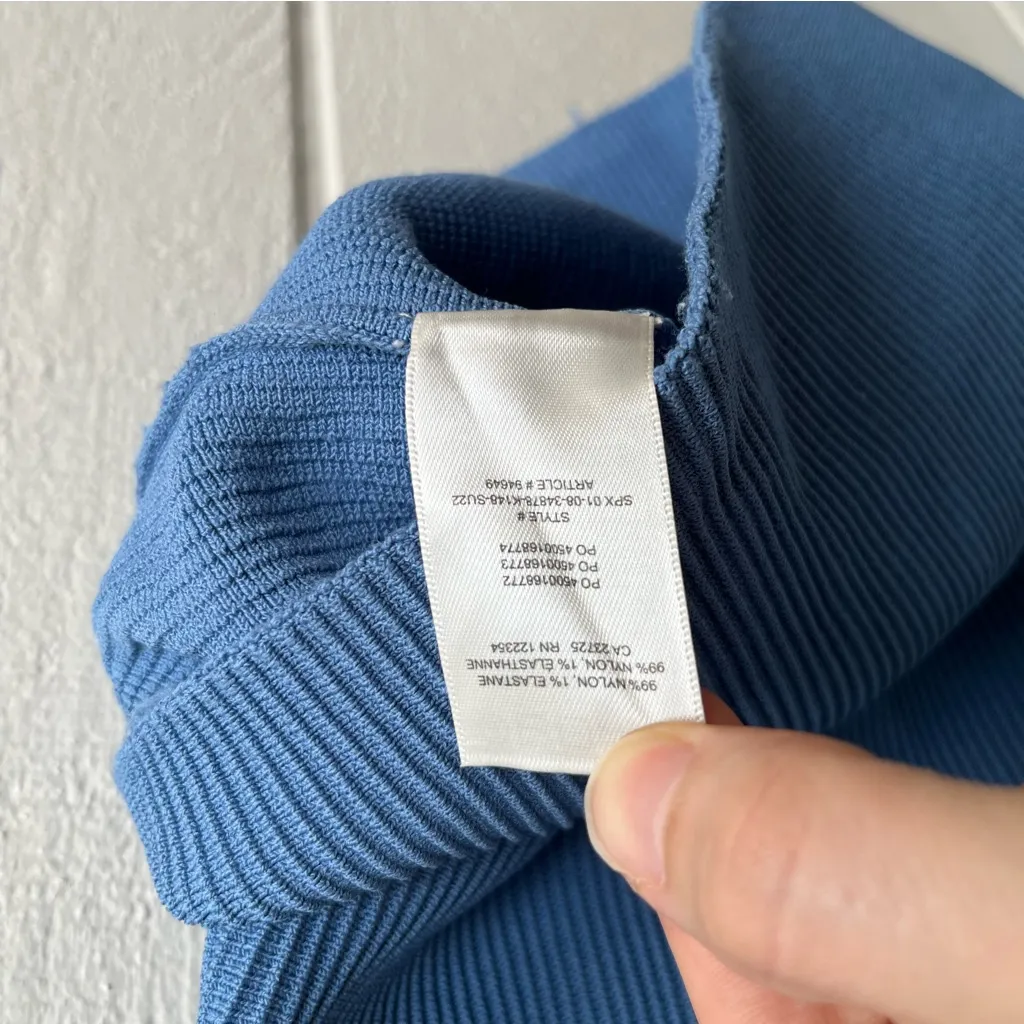 99% NYLON, 1% ELASTANE
99% NYLON, 1% ELASTHANNE
CA 23725 RN 122354
PO 4500168772
PO 4500168773
PO 4500168774
STYLE #
SPX 01-08-34878-K148-SU22
ARTICLE # 94649